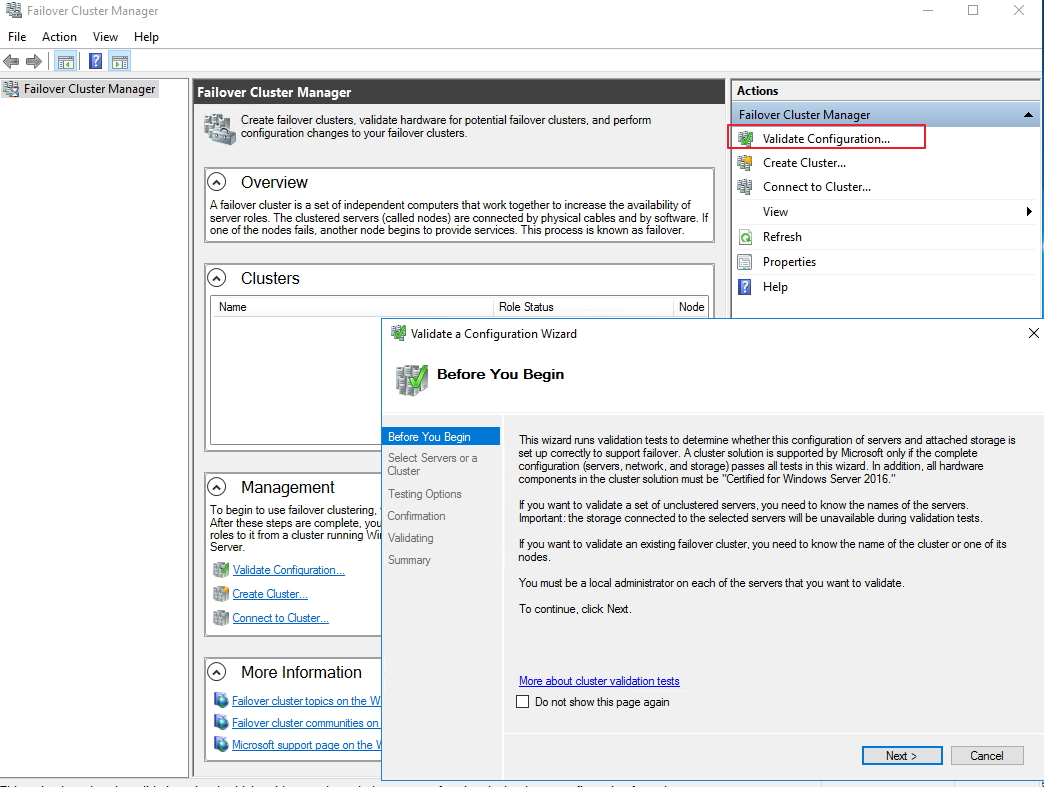 Failover Cluster Manager
File Action View Help
Failover Cluster Manager
Failover Cluster Manager
Create failover clusters, validate hardware for potential failover clusters, and perform
configuration changes to your failover clusters.
Overview
A failover cluster is a set of independent computers that work together to increase the availability of
server roles. The clustered servers (called nodes) are connected by physical cables and by software. If
one of the nodes fails, another node begins to provide services. This process is known as failover.
Clusters
Name Role Status Node
Management
To begin to use failover clustering,
After these steps are complete, you
roles to it from a cluster running
Server.
Validate Configuration...
Create Cluster...
Connect to Cluster...
More Information
Failover cluster topics on the
Failover cluster communities on
Microsoft support page on the
Actions
Failover Cluster Manager
Validate Configuration...
Create Cluster...
Connect to Cluster...
View
Refresh
Properties
Help
Validate a Configuration Wizard
Before You Begin
Before You Begin
Select Servers or a
Cluster
Testing Options
Confirmation
Validating
Summary
This wizard runs validation tests to determine whether this configuration of servers and attached storage is
set up correctly to support failover. A cluster solution is supported by Microsoft only if the complete
configuration (servers, network, and storage) passes all tests in this wizard. In addition, all hardware
components in the cluster solution must be "Certified for Windows Server 2016."
If you want to validate a set of unclustered servers, you need to know the names of the servers.
Important: the storage connected to the selected servers will be unavailable during validation tests.
If you want to validate an existing failover cluster, you need to know the name of the cluster or one of its
nodes.
You must be a local administrator on each of the servers that you want to validate.
To continue, click Next.
More about cluster validation tests
Do not show this page again
Next >
Cancel